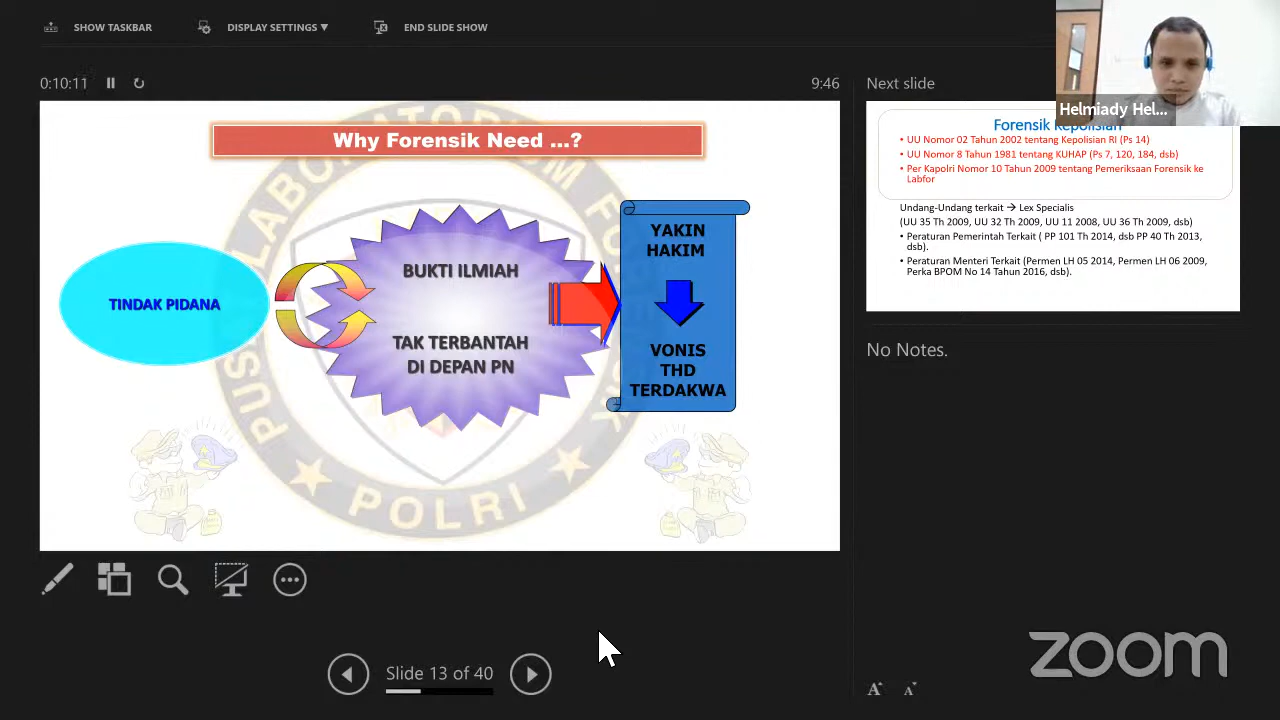 SHOW TASKBAR
DISPLAY SETTINGS ▼
END SLIDE SHOW
0:10:11
9:46
Next slide
Helmiady Hel...
Why Forensik Need ...?
TINDAK PIDANA
BUKTI ILMIAH
TAK TERBANTAH
DI DEPAN PN
YAKIN
HAKIM
VONIS
THD
TERDAKWA
PUSAT LABORATORIUM FORENSIK
POLRI
Forensik Kepolisian
• UU Nomor 02 Tahun 2002 tentang Kepolisian RI (Ps 14)
• UU Nomor 8 Tahun 1981 tentang KUHAP (Ps 7, 120, 184, dsb)
• Per Kapolri Nomor 10 Tahun 2009 tentang Pemeriksaan Forensik ke
Labfor
Undang-Undang terkait → Lex Specialis
(UU 35 Th 2009, UU 32 Th 2009, UU 11 2008, UU 36 Th 2009, dsb)
• Peraturan Pemerintah Terkait ( PP 101 Th 2014, dsb PP 40 Th 2013,
dsb).
• Peraturan Menteri Terkait (Permen LH 05 2014, Permen LH 06 2009,
Perka BPOM No 14 Tahun 2016, dsb).
No Notes.
Slide 13 of 40
A A
zoom